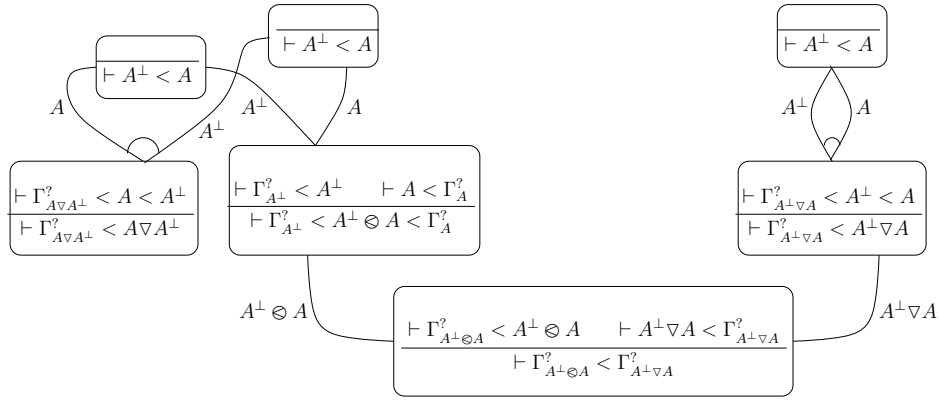 ⊢ A^⊥ < A
⊢ A^⊥ < A
⊢ A^⊥ < A
A A^⊥ A^⊥ A A^⊥ A
⊢ Γ^?_{A▽A^⊥} < A < A^⊥
⊢ Γ^?_{A▽A^⊥} < A▽A^⊥
⊢ Γ^?_{A^⊥} < A^⊥ ⊢ A < Γ^?_A
⊢ Γ^?_{A^⊥} < A^⊥ ⧀ A < Γ^?_A
⊢ Γ^?_{A^⊥▽A} < A^⊥ < A
⊢ Γ^?_{A^⊥▽A} < A^⊥▽A
A^⊥ ⧀ A
A^⊥▽A
⊢ Γ^?_{A^⊥⧀A} < A^⊥ ⧀ A ⊢ A^⊥▽A < Γ^?_{A^⊥▽A}
⊢ Γ^?_{A^⊥⧀A} < Γ^?_{A^⊥▽A}